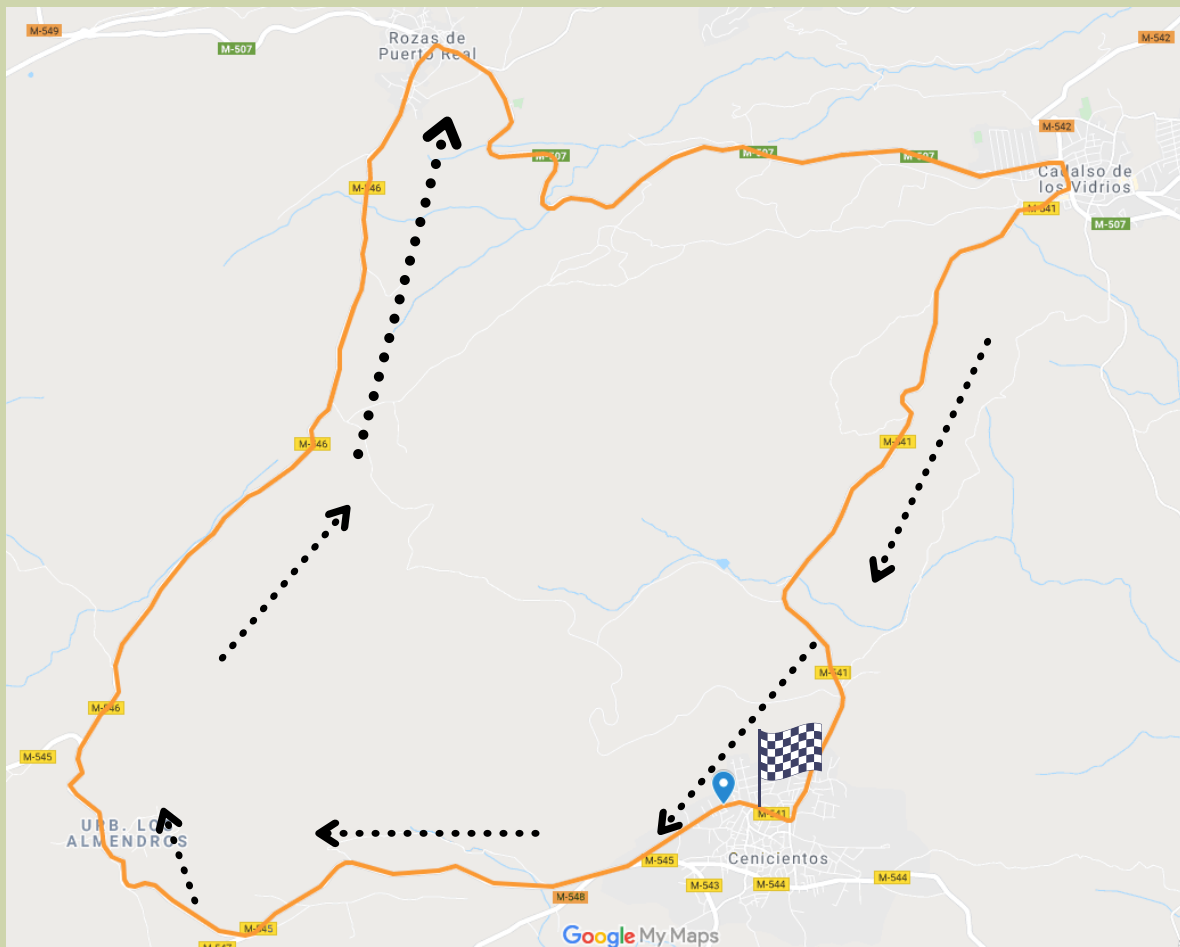 M-549
M-507
Rozas de
Puerto Real
M-542
M-542
M-507
M-507
M-507
Cadalso de
los Vidrios
M-546
M-541
M-507
M-541
M-546
M-541
M-546
M-545
M-541
URB. LOS
ALMENDROS
M-545
Cenicientos
M-543
M-544
M-544
M-548
M-545
M-547
Google My Maps